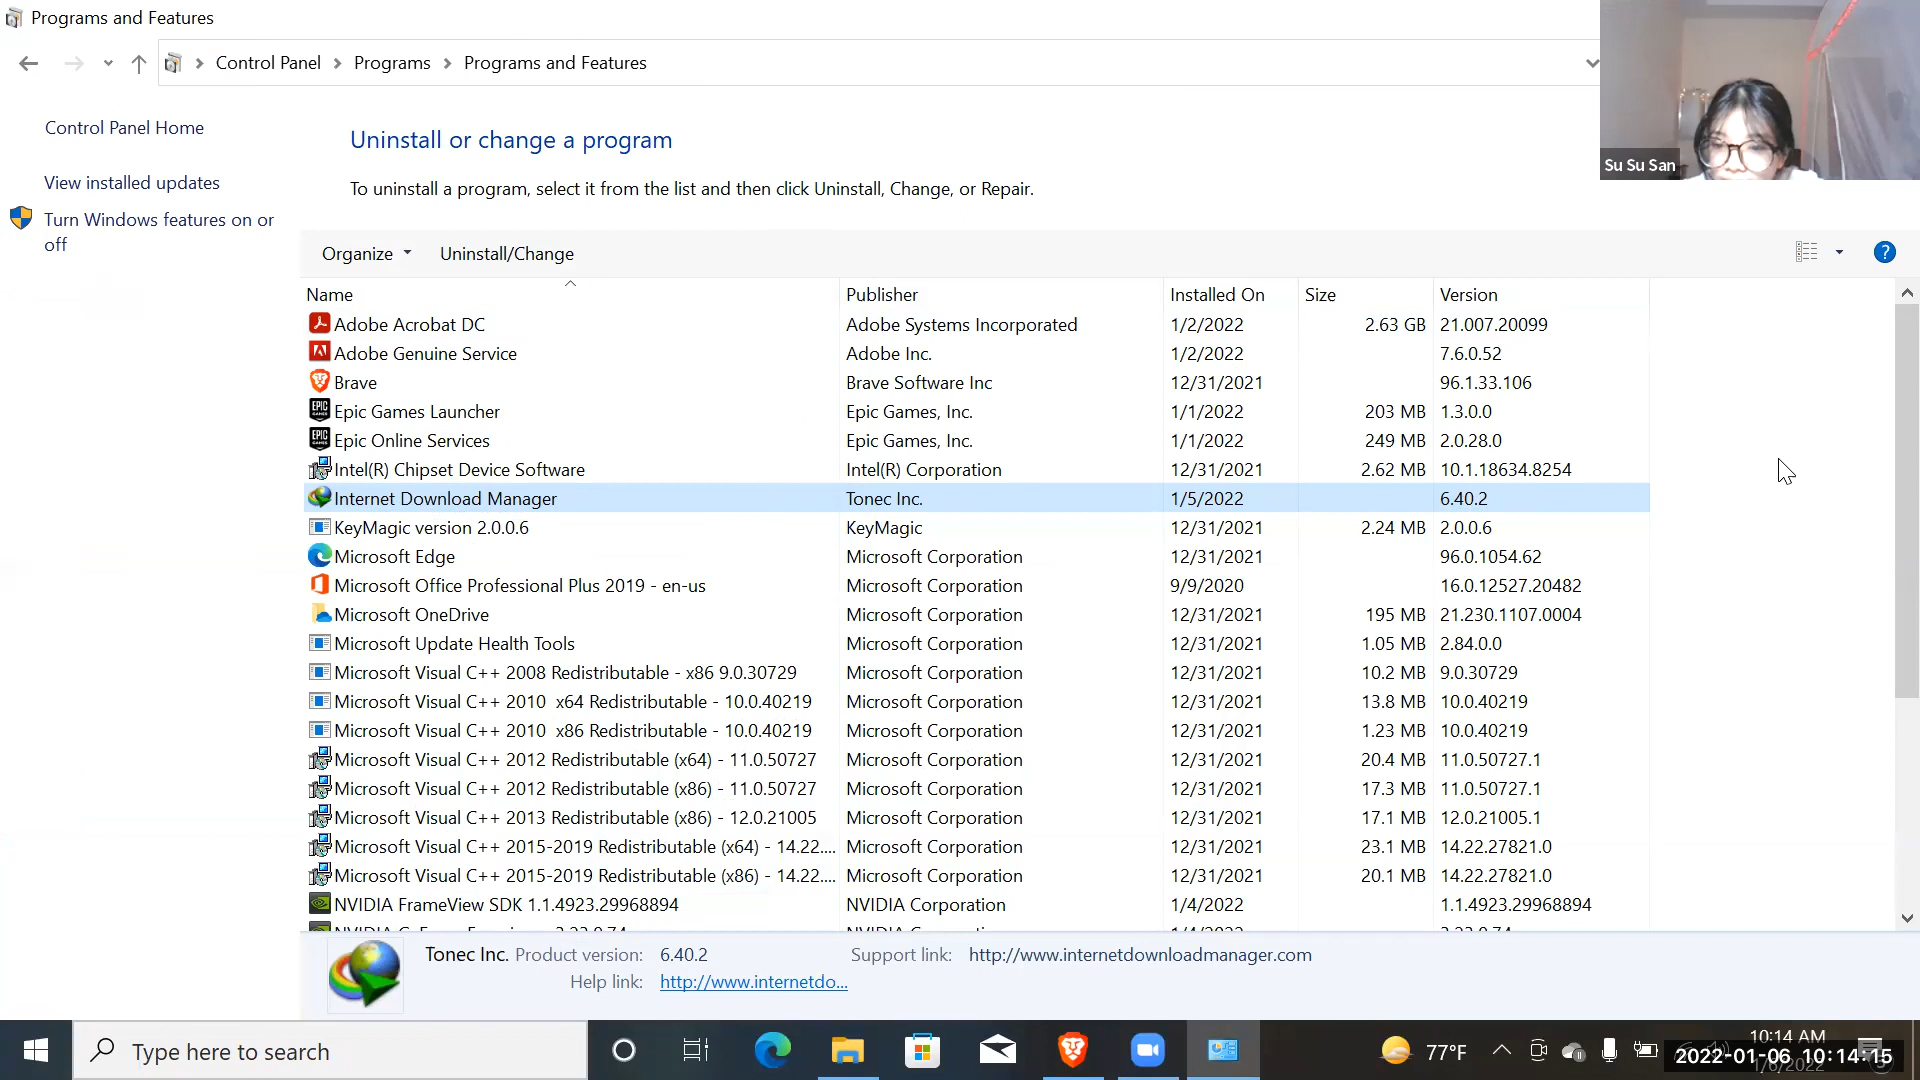 Programs and Features
Control Panel Programs Programs and Features
Su Su San
Control Panel Home
View installed updates
Turn Windows features on or
off
Uninstall or change a program
To uninstall a program, select it from the list and then click Uninstall, Change, or Repair.
Organize Uninstall/Change
Name Publisher Installed On Size Version
Adobe Acrobat DC Adobe Systems Incorporated 1/2/2022 2.63 GB 21.007.20099
Adobe Genuine Service Adobe Inc. 1/2/2022 7.6.0.52
Brave Brave Software Inc 12/31/2021 96.1.33.106
EPIC GAMES Epic Games Launcher Epic Games, Inc. 1/1/2022 203 MB 1.3.0.0
EPIC GAMES Epic Online Services Epic Games, Inc. 1/1/2022 249 MB 2.0.28.0
Intel(R) Chipset Device Software Intel(R) Corporation 12/31/2021 2.62 MB 10.1.18634.8254
Internet Download Manager Tonec Inc. 1/5/2022 6.40.2
KeyMagic version 2.0.0.6 KeyMagic 12/31/2021 2.24 MB 2.0.0.6
Microsoft Edge Microsoft Corporation 12/31/2021 96.0.1054.62
Microsoft Office Professional Plus 2019 - en-us Microsoft Corporation 9/9/2020 16.0.12527.20482
Microsoft OneDrive Microsoft Corporation 12/31/2021 195 MB 21.230.1107.0004
Microsoft Update Health Tools Microsoft Corporation 12/31/2021 1.05 MB 2.84.0.0
Microsoft Visual C++ 2008 Redistributable - x86 9.0.30729 Microsoft Corporation 12/31/2021 10.2 MB 9.0.30729
Microsoft Visual C++ 2010 x64 Redistributable - 10.0.40219 Microsoft Corporation 12/31/2021 13.8 MB 10.0.40219
Microsoft Visual C++ 2010 x86 Redistributable - 10.0.40219 Microsoft Corporation 12/31/2021 1.23 MB 10.0.40219
Microsoft Visual C++ 2012 Redistributable (x64) - 11.0.50727 Microsoft Corporation 12/31/2021 20.4 MB 11.0.50727.1
Microsoft Visual C++ 2012 Redistributable (x86) - 11.0.50727 Microsoft Corporation 12/31/2021 17.3 MB 11.0.50727.1
Microsoft Visual C++ 2013 Redistributable (x86) - 12.0.21005 Microsoft Corporation 12/31/2021 17.1 MB 12.0.21005.1
Microsoft Visual C++ 2015-2019 Redistributable (x64) - 14.22.... Microsoft Corporation 12/31/2021 23.1 MB 14.22.27821.0
Microsoft Visual C++ 2015-2019 Redistributable (x86) - 14.22.... Microsoft Corporation 12/31/2021 20.1 MB 14.22.27821.0
NVIDIA FrameView SDK 1.1.4923.29968894 NVIDIA Corporation 1/4/2022 1.1.4923.29968894
Tonec Inc. Product version: 6.40.2 Support link: http://www.internetdownloadmanager.com
Help link: http://www.internetdo...
Type here to search
77°F
10:14 AM
1/6/2022
2022-01-06 10:14:15